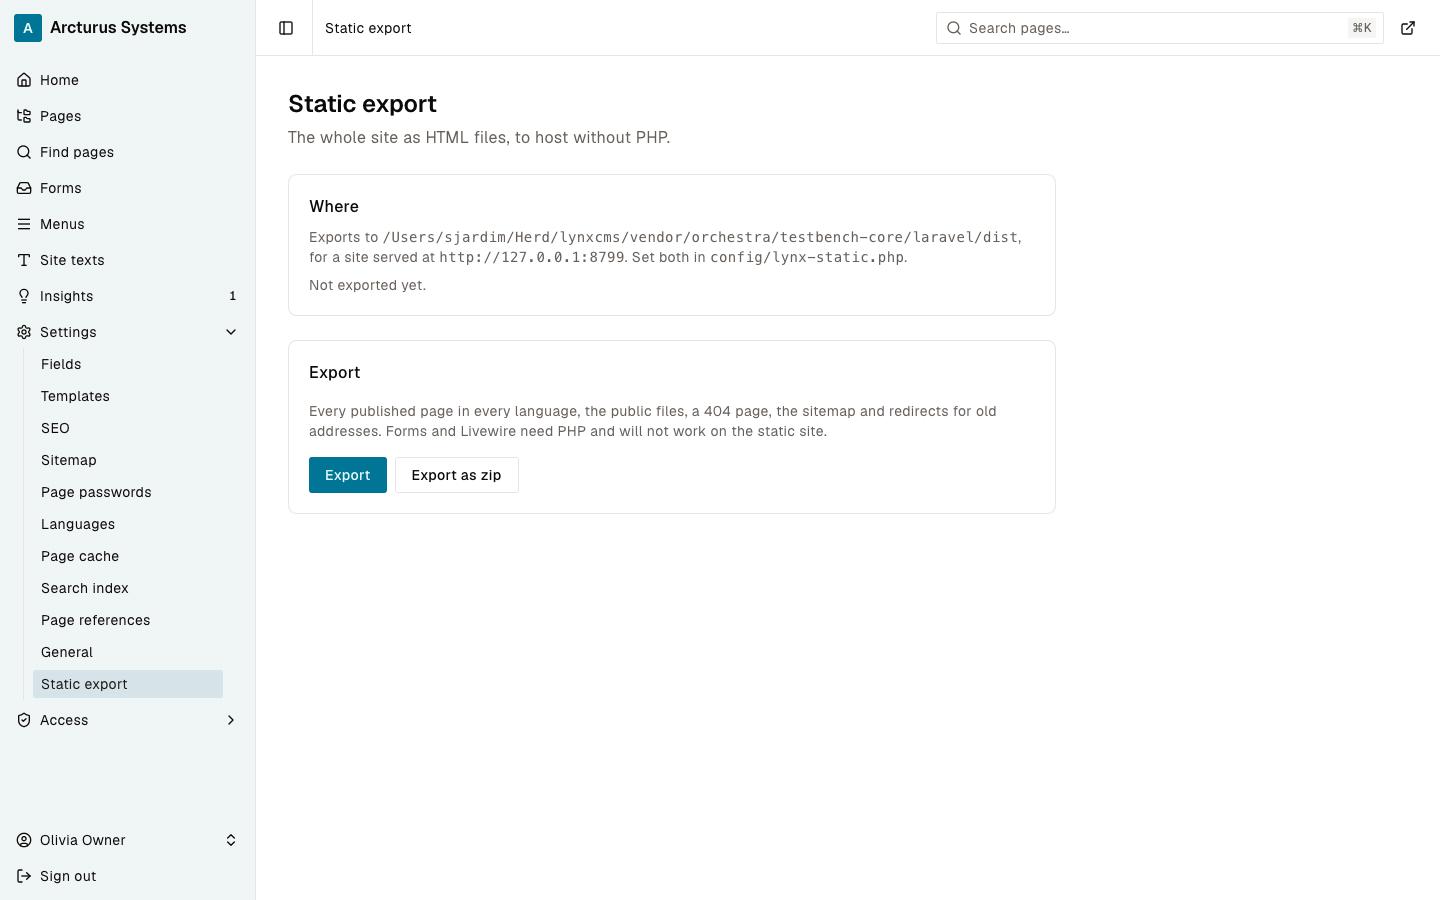 A Arcturus Systems
Home
Pages
Find pages
Forms
Menus
Site texts
Insights 1
Settings
Fields
Templates
SEO
Sitemap
Page passwords
Languages
Page cache
Search index
Page references
General
Static export
Access
Olivia Owner
Sign out
Static export
Search pages… ⌘K
Static export
The whole site as HTML files, to host without PHP.
Where
Exports to /Users/sjardim/Herd/lynxcms/vendor/orchestra/testbench-core/laravel/dist,
for a site served at http://127.0.0.1:8799. Set both in config/lynx-static.php.
Not exported yet.
Export
Every published page in every language, the public files, a 404 page, the sitemap and redirects for old
addresses. Forms and Livewire need PHP and will not work on the static site.
Export Export as zip